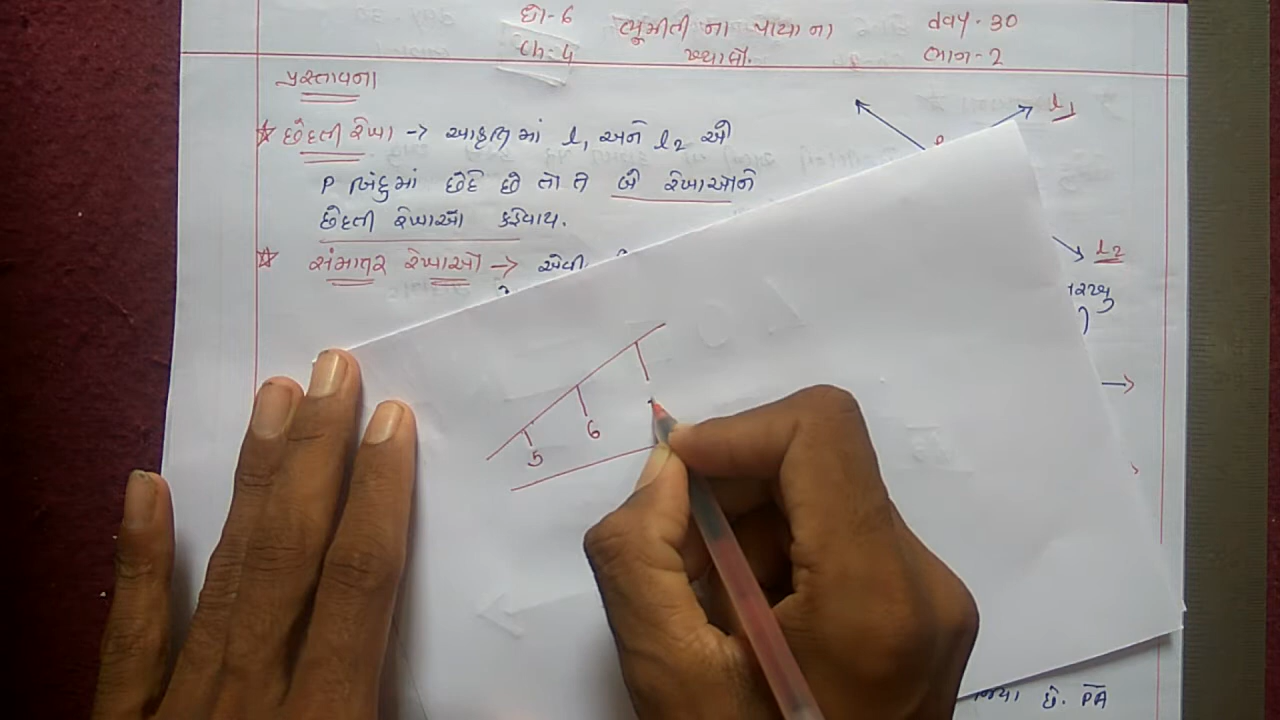 ધો-6 ભૂમીતી ના પાયા ના day-30
Ch-4 ખ્યાલો. ભાગ-2
પ્રસ્તાવના
છેદતી રેખા -> આકૃતિ માં l1 અને l2 એ l1
P બિંદુમાં છેદે છે તો તે બે રેખાઓને
છેદતી રેખાઓ કહેવાય.
સંમાતર રેખાઓ -> એવી l2
5 6
છે. PA